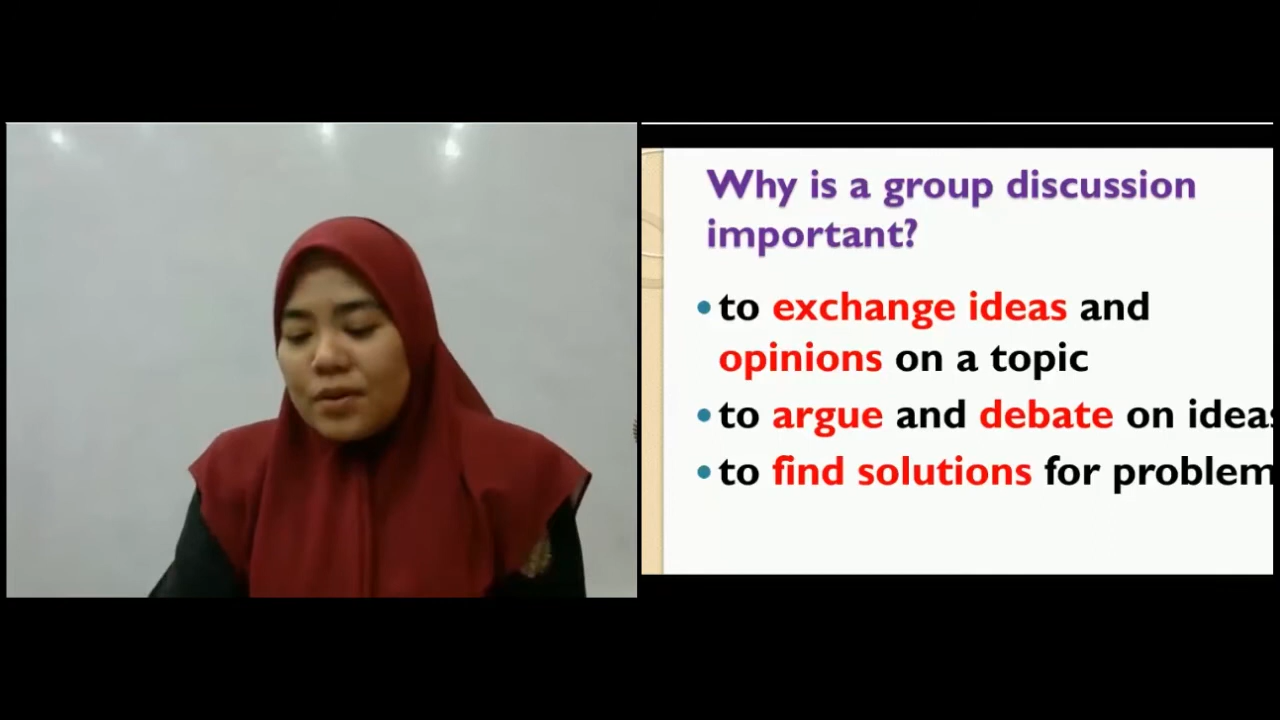 Why is a group discussion
important?
• to exchange ideas and
opinions on a topic
• to argue and debate on ideas
• to find solutions for problem